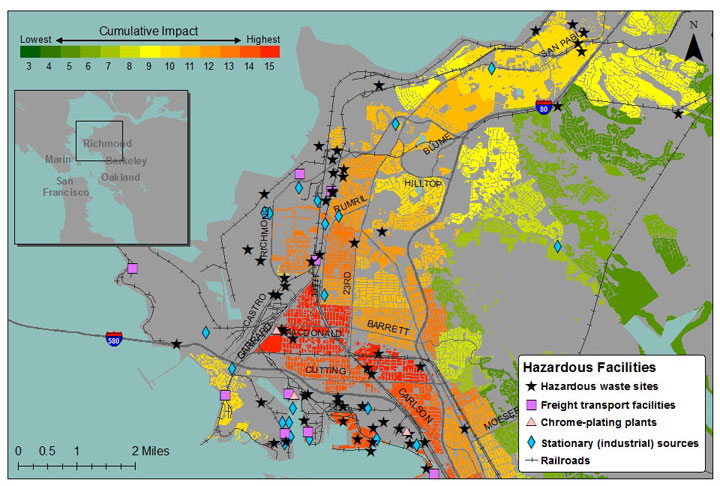 Cumulative Impact
Lowest Highest
3 4 5 6 7 8 9 10 11 12 13 14 15
N
SAN PABLO
80
Richmond
Marin
Berkeley
San
Francisco
Oakland
BLUME
HILLTOP
RUMRIL
RICHMOND
23RD
CASTRO
GARRARD
MACDONALD
BARRETT
580
CUTTING
CARLSON
MOESER
Hazardous Facilities
Hazardous waste sites
Freight transport facilities
Chrome-plating plants
Stationary (industrial) sources
Railroads
0 0.5 1 2 Miles